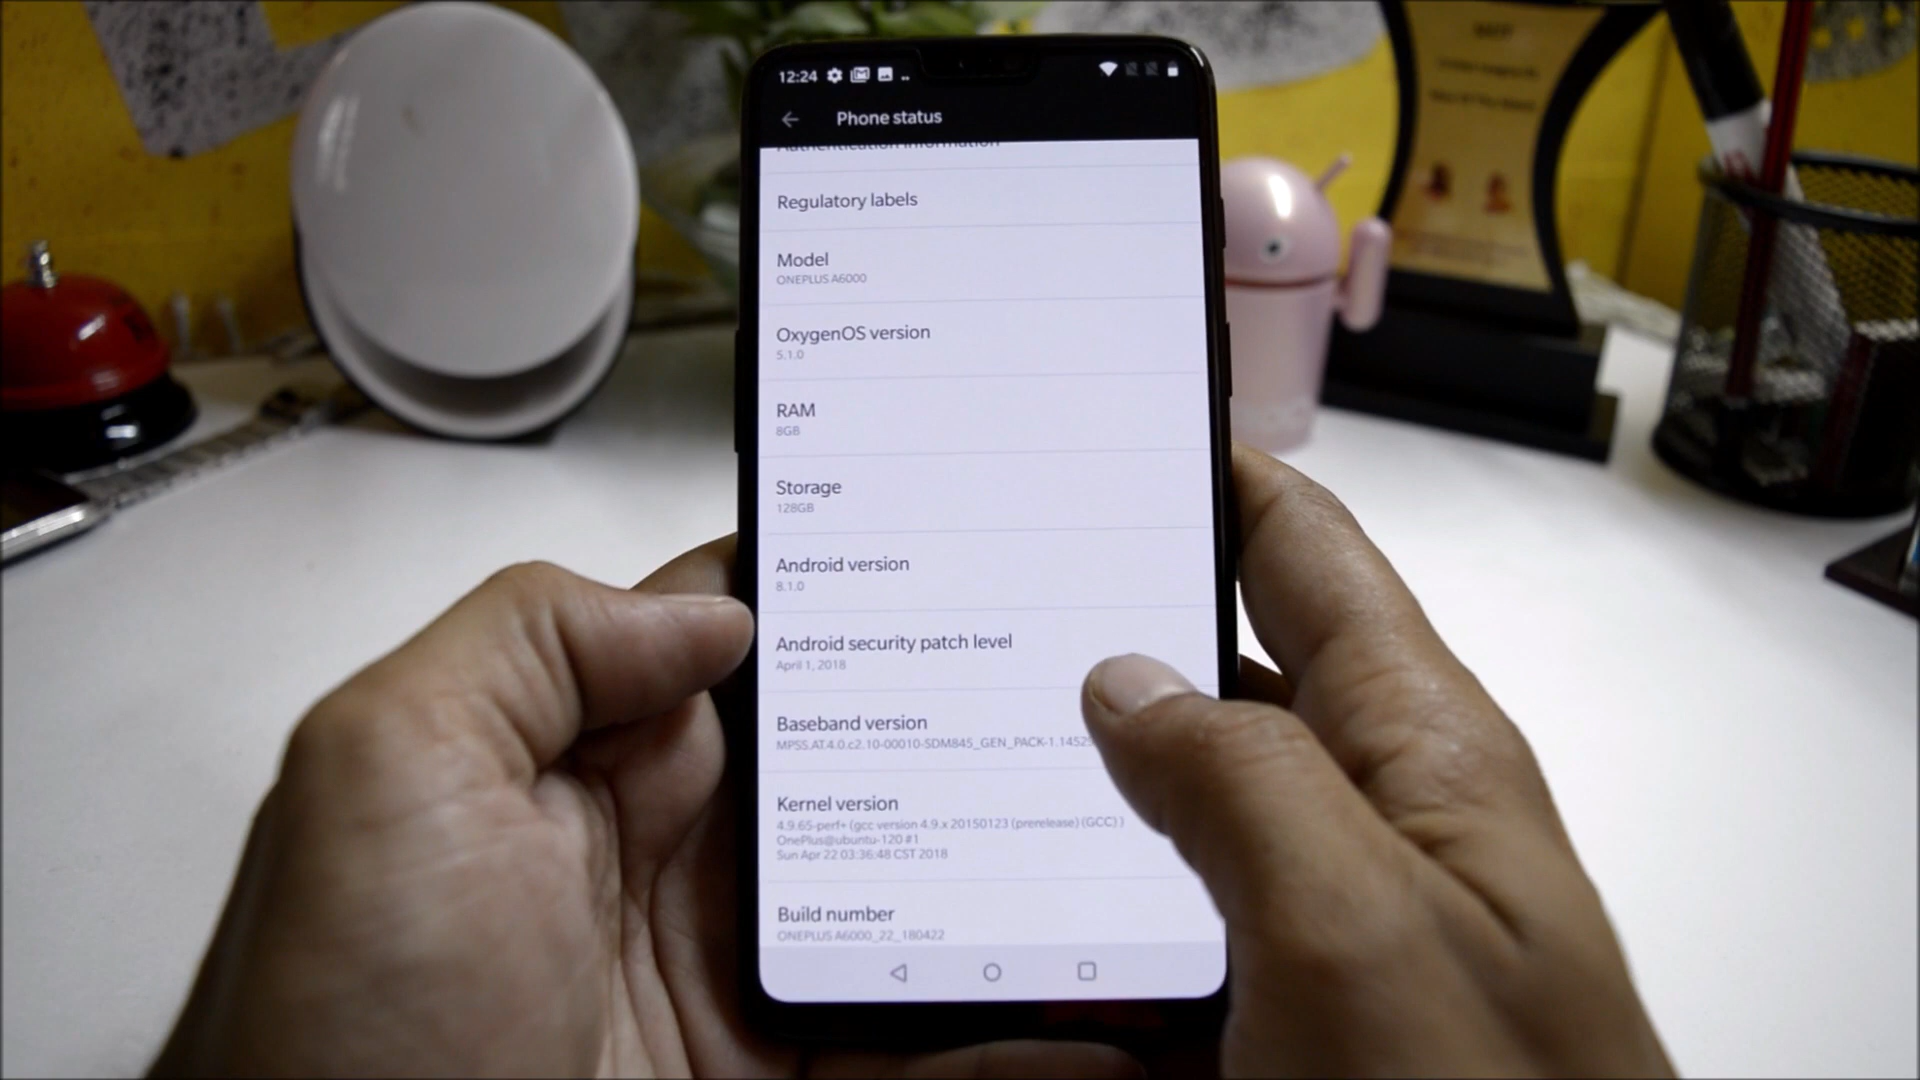 12:24
Phone status
Authentication information
Regulatory labels
Model
ONEPLUS A6000
OxygenOS version
5.1.0
RAM
8GB
Storage
128GB
Android version
8.1.0
Android security patch level
April 1, 2018
Baseband version
MPSS.AT.4.0.c2.10-00010-SDM845_GEN_PACK-1.14525
Kernel version
4.9.65-perf+ (gcc version 4.9.x 20150123 (prerelease) (GCC) )
OnePlus@ubuntu-120 #1
Sun Apr 22 03:36:48 CST 2018
Build number
ONEPLUS A6000_22_180422